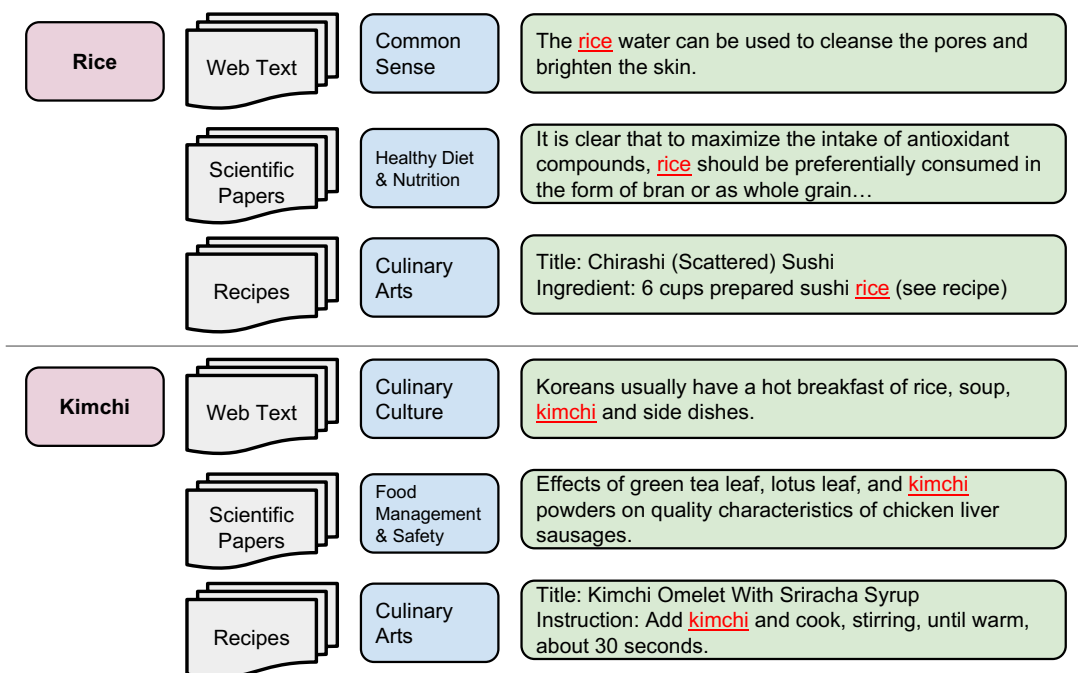 Rice
Web Text
Common
Sense
The rice water can be used to cleanse the pores and
brighten the skin.
Scientific
Papers
Healthy Diet
& Nutrition
It is clear that to maximize the intake of antioxidant
compounds, rice should be preferentially consumed in
the form of bran or as whole grain…
Recipes
Culinary
Arts
Title: Chirashi (Scattered) Sushi
Ingredient: 6 cups prepared sushi rice (see recipe)
Kimchi
Web Text
Culinary
Culture
Koreans usually have a hot breakfast of rice, soup,
kimchi and side dishes.
Scientific
Papers
Food
Management
& Safety
Effects of green tea leaf, lotus leaf, and kimchi
powders on quality characteristics of chicken liver
sausages.
Recipes
Culinary
Arts
Title: Kimchi Omelet With Sriracha Syrup
Instruction: Add kimchi and cook, stirring, until warm,
about 30 seconds.